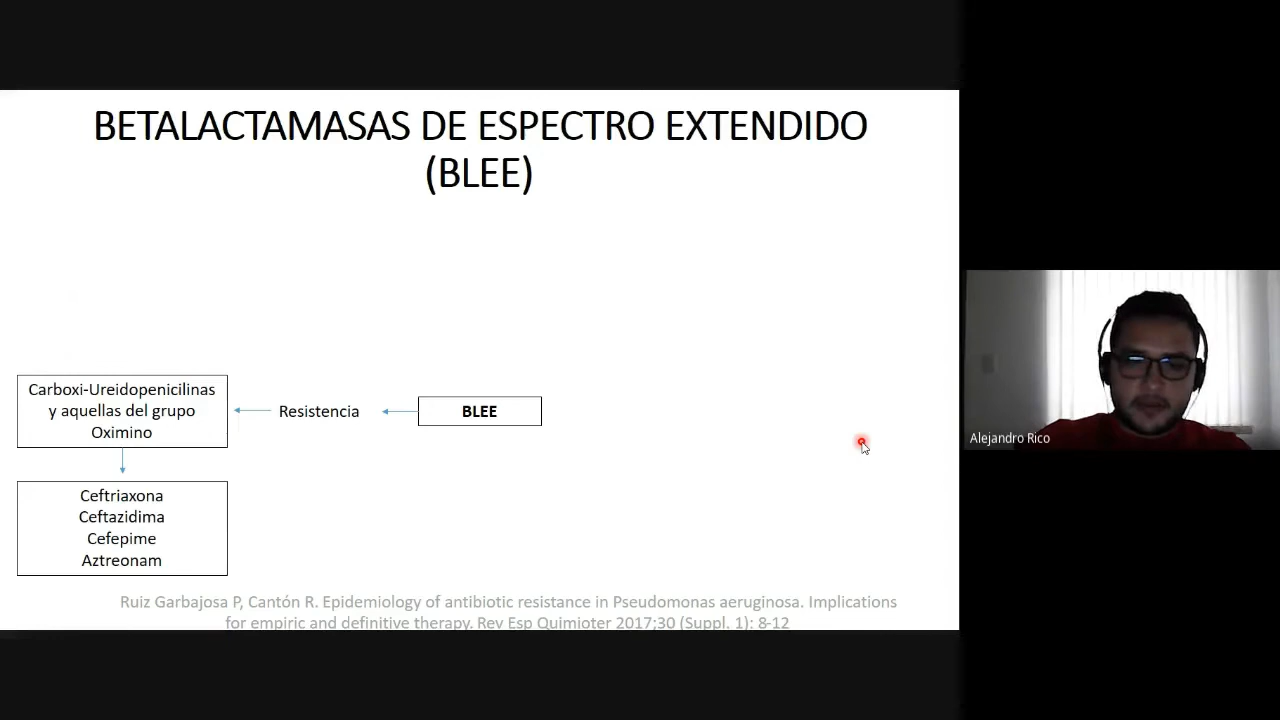 BETALACTAMASAS DE ESPECTRO EXTENDIDO
(BLEE)
Carboxi-Ureidopenicilinas
y aquellas del grupo
Oximino
Resistencia
BLEE
Ceftriaxona
Ceftazidima
Cefepime
Aztreonam
Ruiz Garbajosa P, Cantón R. Epidemiology of antibiotic resistance in Pseudomonas aeruginosa. Implications
for empiric and definitive therapy. Rev Esp Quimioter 2017;30 (Suppl. 1): 8-12
Alejandro Rico